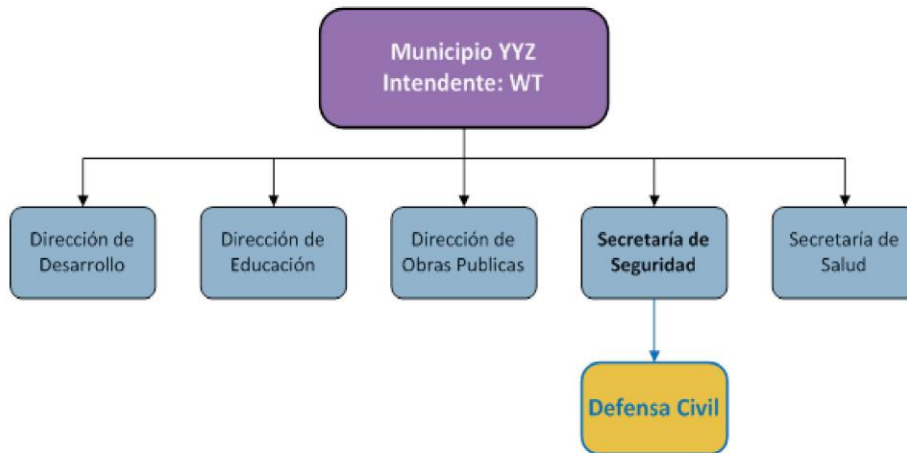 Municipio YYZ
Intendente: WT
Dirección de
Desarrollo
Dirección de
Educación
Dirección de
Obras Publicas
Secretaría de
Seguridad
Secretaría de
Salud
Defensa Civil